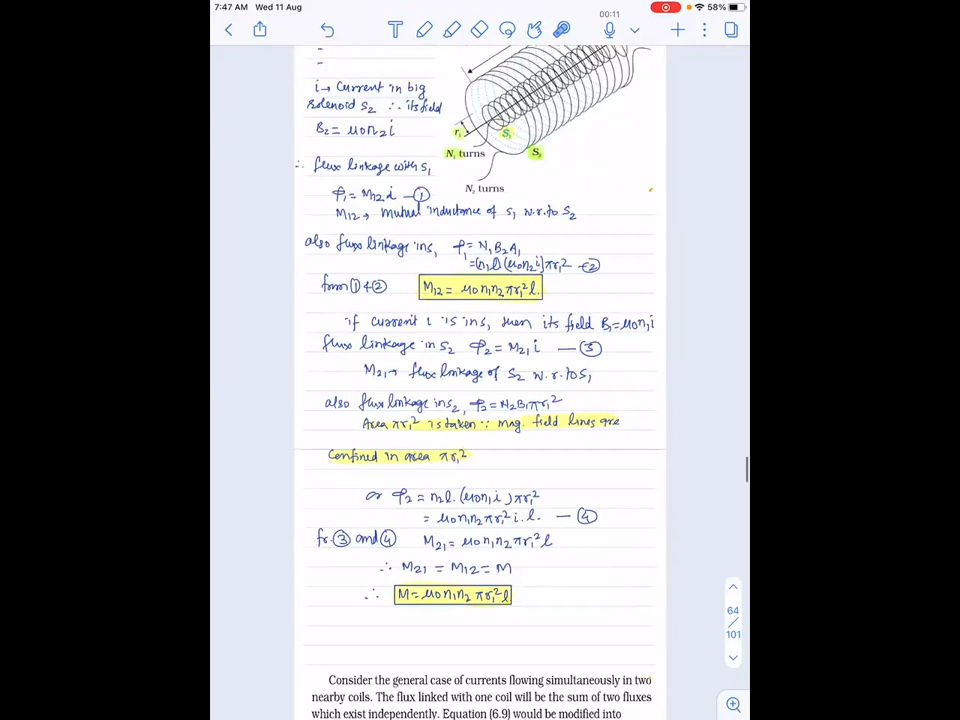 7:47 AM Wed 11 Aug
58%
00:11
i→ Current in big
solenoid S2 ∴ its field
B2 = μ0n2i
r1
S1
N1 turns
S2
N2 turns
∴ flux linkage with S1
φ1 = M12 i —①
M12 → mutual inductance of S1 w.r.to S2
also flux linkage in S1 φ1 = N1B2A1
=(n1l)(μ0n2i)πr1² —②
from ① & ② M12 = μ0n1n2πr1²l.
if current i is in S1 then its field B1=μ0n1i
flux linkage in S2 φ2 = M21 i —③
M21→ flux linkage of S2 w.r.to S1
also flux linkage in S2, φ2 = N2B1πr1²
Area πr1² is taken ∵ mag. field lines are
Confined in area πr1²
or φ2 = n2l.(μ0n1i)πr1²
= μ0n1n2πr1²i.l. —④
fr. ③ and ④ M21 = μ0n1n2πr1²l
∴ M21 = M12 = M
∴ M = μ0n1n2 πr1²l
64
/
101
Consider the general case of currents flowing simultaneously in two
nearby coils. The flux linked with one coil will be the sum of two fluxes
which exist independently. Equation (6.9) would be modified into